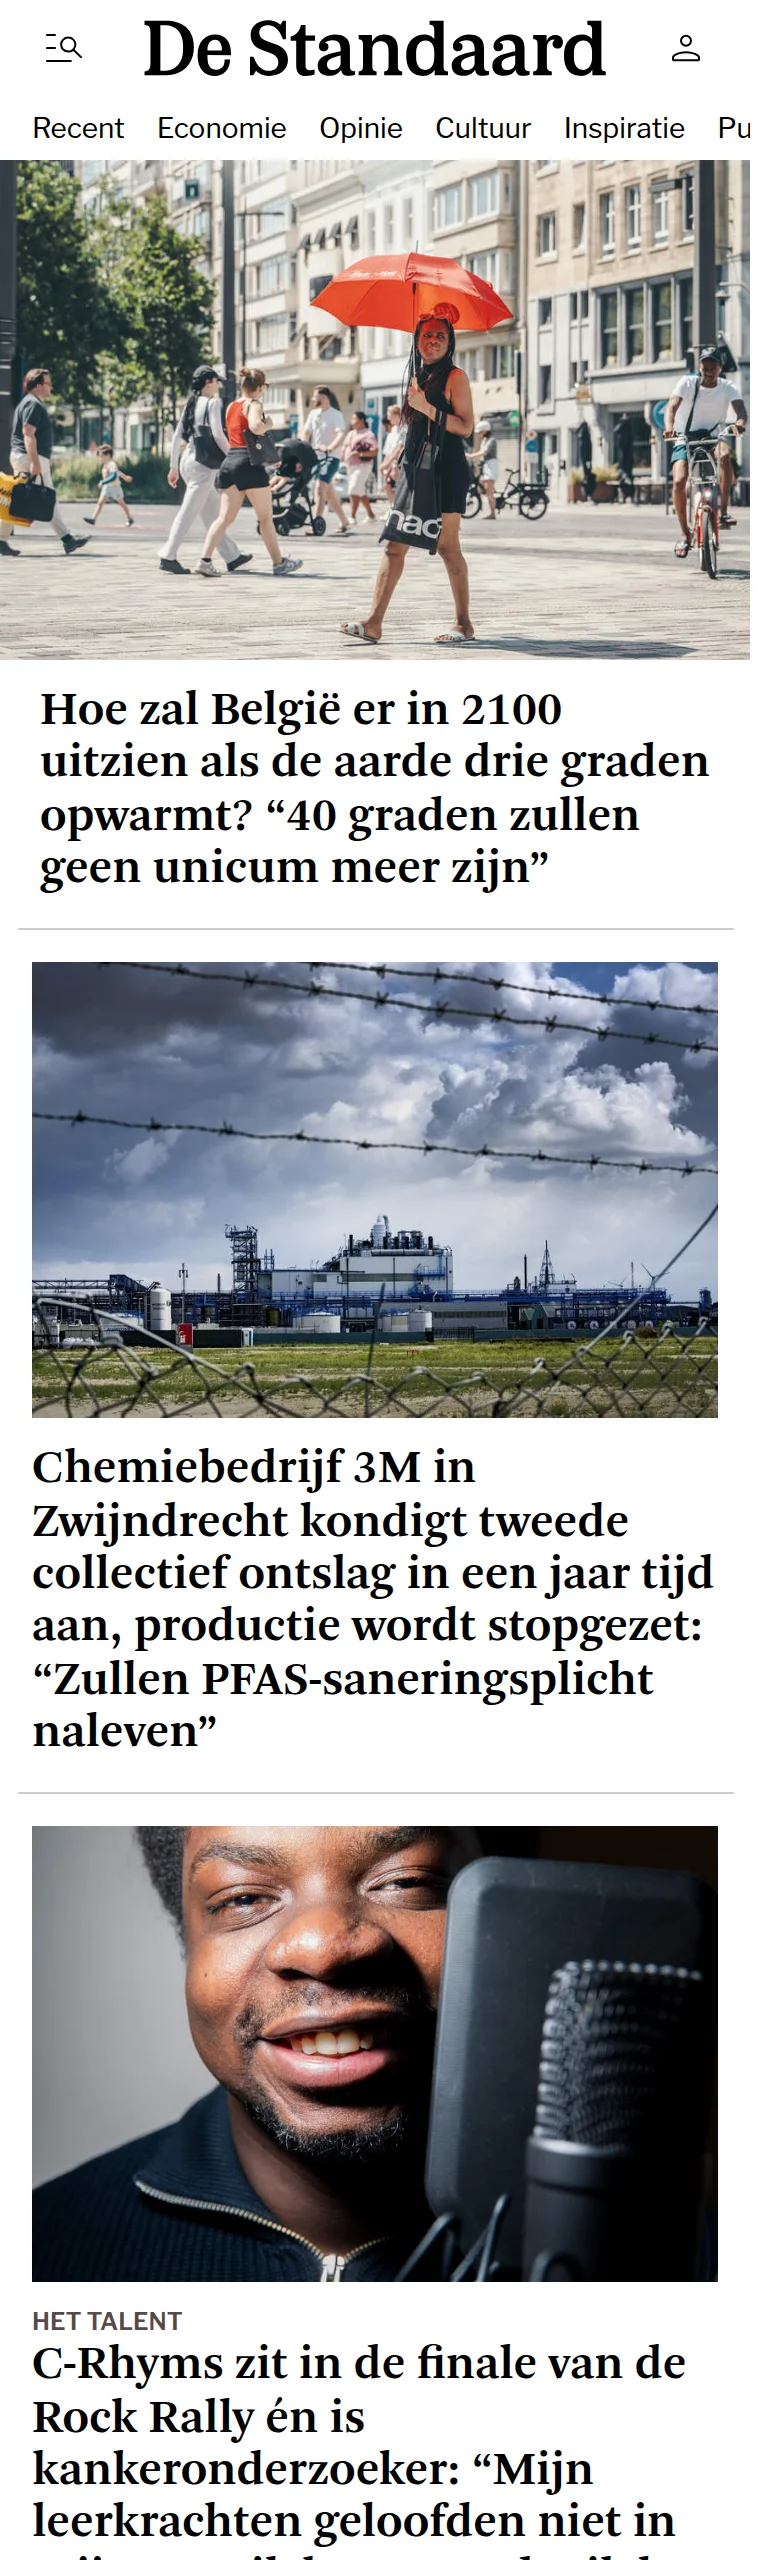 De Standaard
Recent Economie Opinie Cultuur Inspiratie Pu
nac
Hoe zal België er in 2100
uitzien als de aarde drie graden
opwarmt? “40 graden zullen
geen unicum meer zijn”
Chemiebedrijf 3M in
Zwijndrecht kondigt tweede
collectief ontslag in een jaar tijd
aan, productie wordt stopgezet:
“Zullen PFAS-saneringsplicht
naleven”
HET TALENT
C-Rhyms zit in de finale van de
Rock Rally én is
kankeronderzoeker: “Mijn
leerkrachten geloofden niet in